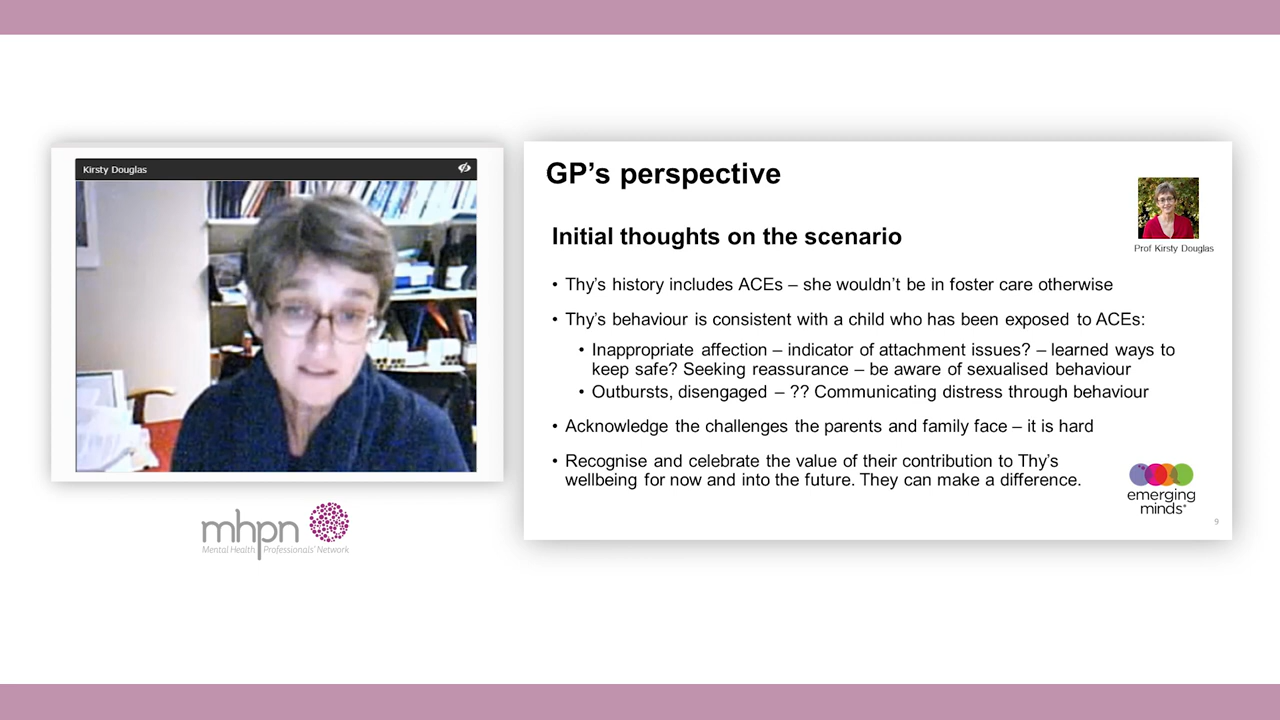 Kirsty Douglas
mhpn
Mental Health Professionals' Network
GP's perspective
Prof Kirsty Douglas
Initial thoughts on the scenario
• Thy's history includes ACEs – she wouldn't be in foster care otherwise
• Thy's behaviour is consistent with a child who has been exposed to ACEs:
• Inappropriate affection – indicator of attachment issues? – learned ways to
keep safe? Seeking reassurance – be aware of sexualised behaviour
• Outbursts, disengaged – ?? Communicating distress through behaviour
• Acknowledge the challenges the parents and family face – it is hard
• Recognise and celebrate the value of their contribution to Thy's
wellbeing for now and into the future. They can make a difference.
emerging
minds
9